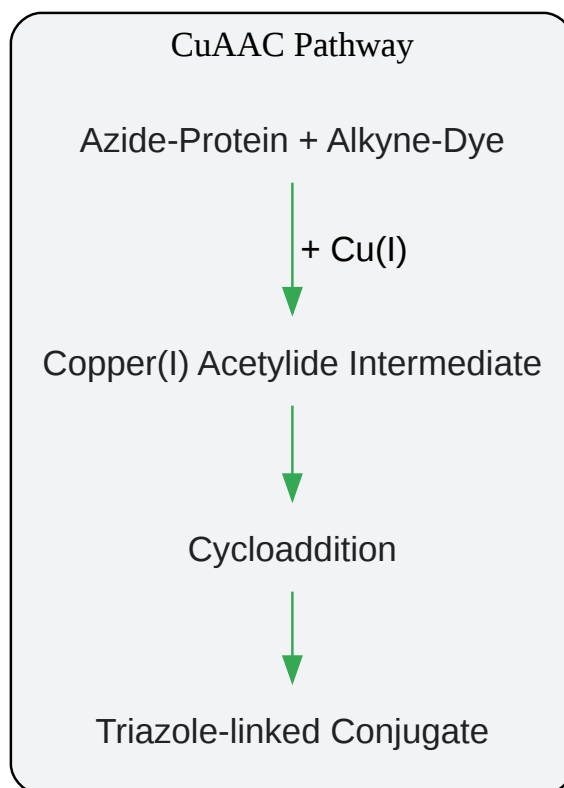 CuAAC Pathway
Azide-Protein + Alkyne-Dye
+ Cu(I)
Copper(I) Acetylide Intermediate
Cycloaddition
Triazole-linked Conjugate